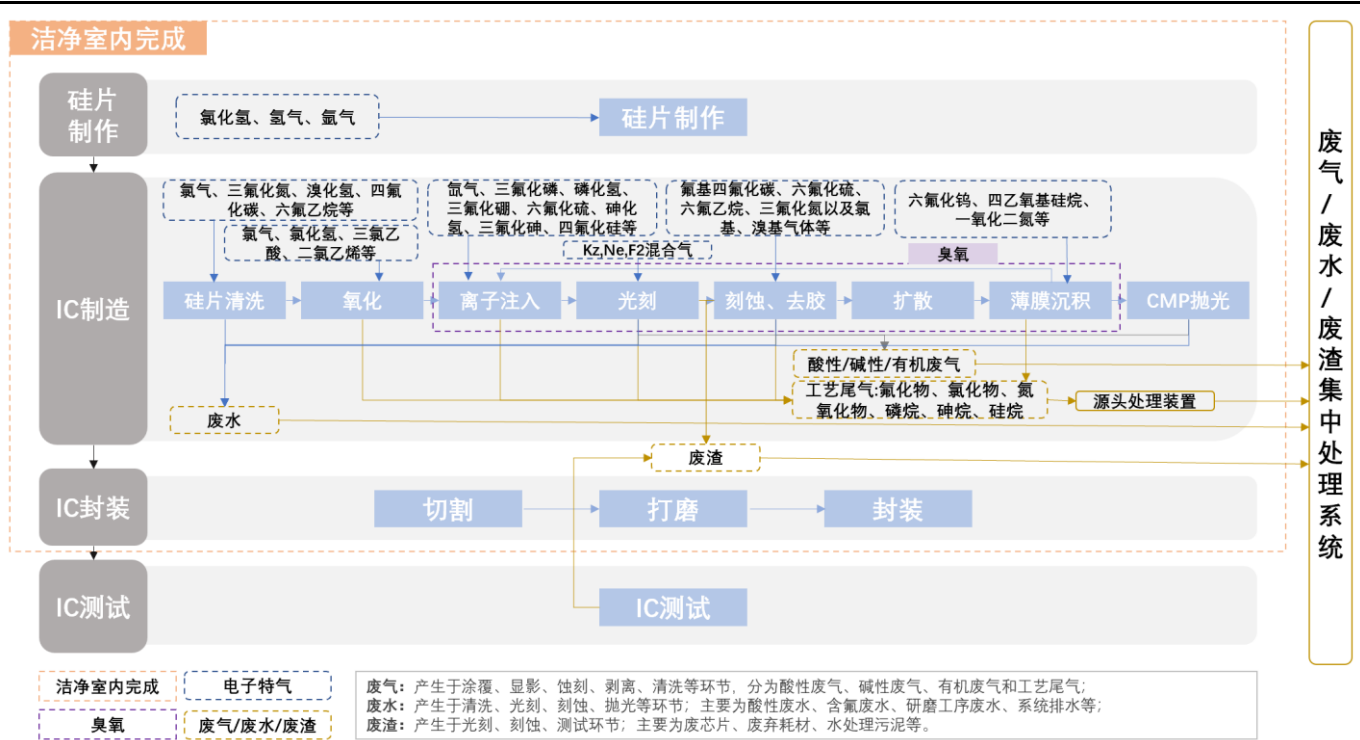 洁净室内完成
硅片
制作
氯化氢、氢气、氩气
硅片制作
IC制造
氯气、三氟化氮、溴化氢、四氟
化碳、六氟乙烷等
氯气、氯化氢、三氯乙
酸、二氯乙烯等
氙气、三氟化磷、磷化氢、
三氟化硼、六氟化硫、砷化
氢、三氟化砷、四氟化硅等
Kz,Ne,F2混合气
氟基四氟化碳、六氟化硫、
六氟乙烷、三氟化氮以及氯
基、溴基气体等
六氟化钨、四乙氧基硅烷、
一氧化二氮等
臭氧
硅片清洗
氧化
离子注入
光刻
刻蚀、去胶
扩散
薄膜沉积
CMP抛光
酸性/碱性/有机废气
工艺尾气:氟化物、氯化物、氮
氧化物、磷烷、砷烷、硅烷
源头处理装置
废水
废渣
IC封装
切割
打磨
封装
IC测试
IC测试
废气/废水/废渣集中处理系统
洁净室内完成
电子特气
臭氧
废气/废水/废渣
废气：产生于涂覆、显影、蚀刻、剥离、清洗等环节，分为酸性废气、碱性废气、有机废气和工艺尾气；
废水：产生于清洗、光刻、刻蚀、抛光等环节；主要为酸性废水、含氟废水、研磨工序废水、系统排水等；
废渣：产生于光刻、刻蚀、测试环节；主要为废芯片、废弃耗材、水处理污泥等。